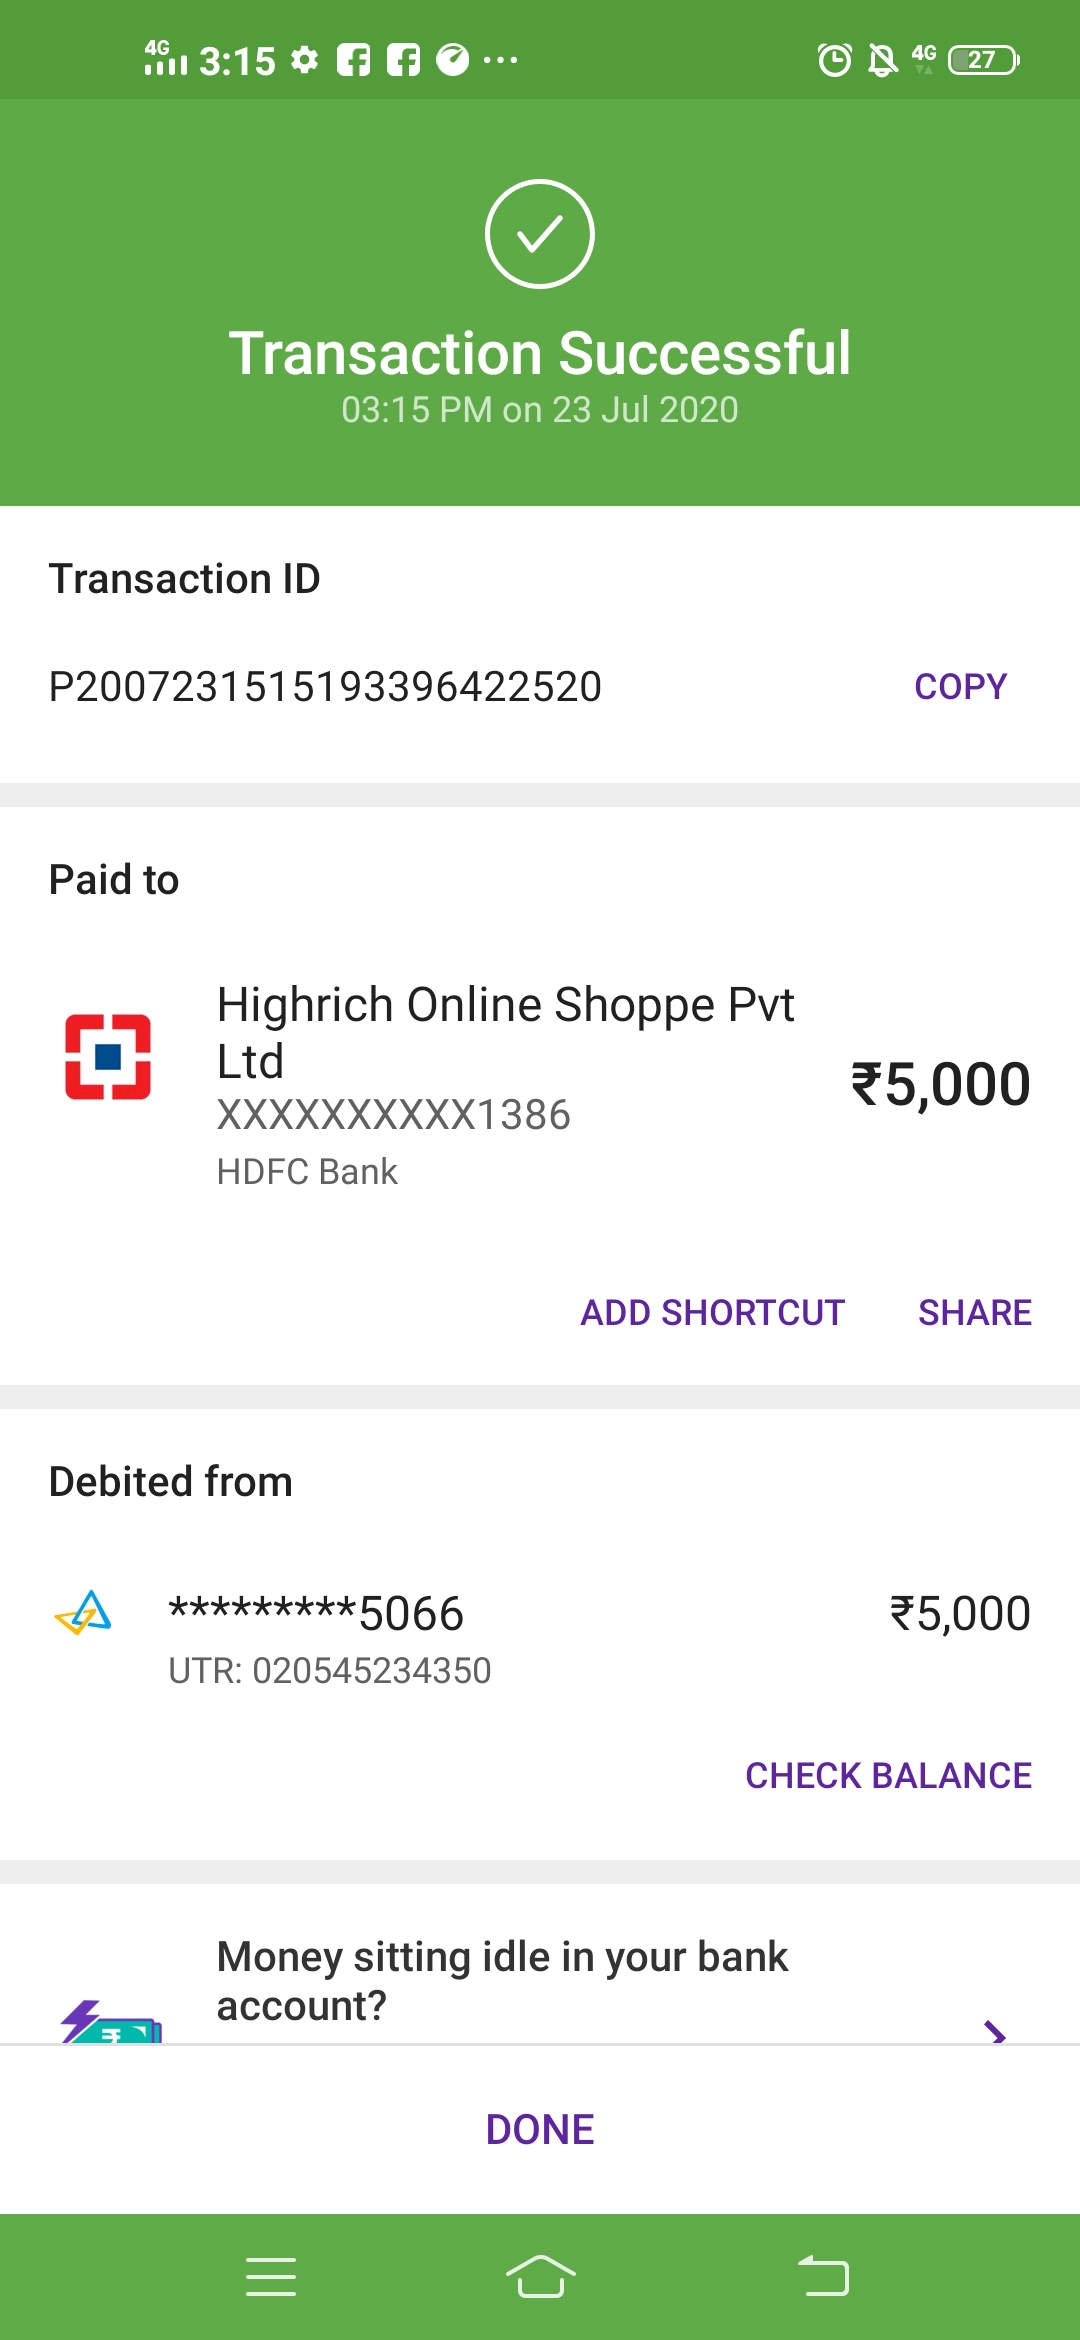 4G 3:15 ... 4G 27
Transaction Successful
03:15 PM on 23 Jul 2020
Transaction ID
P2007231515193396422520 COPY
Paid to
Highrich Online Shoppe Pvt
Ltd
₹5,000
XXXXXXXXXX1386
HDFC Bank
ADD SHORTCUT SHARE
Debited from
*********5066 ₹5,000
UTR: 020545234350
CHECK BALANCE
Money sitting idle in your bank
account?
₹
DONE